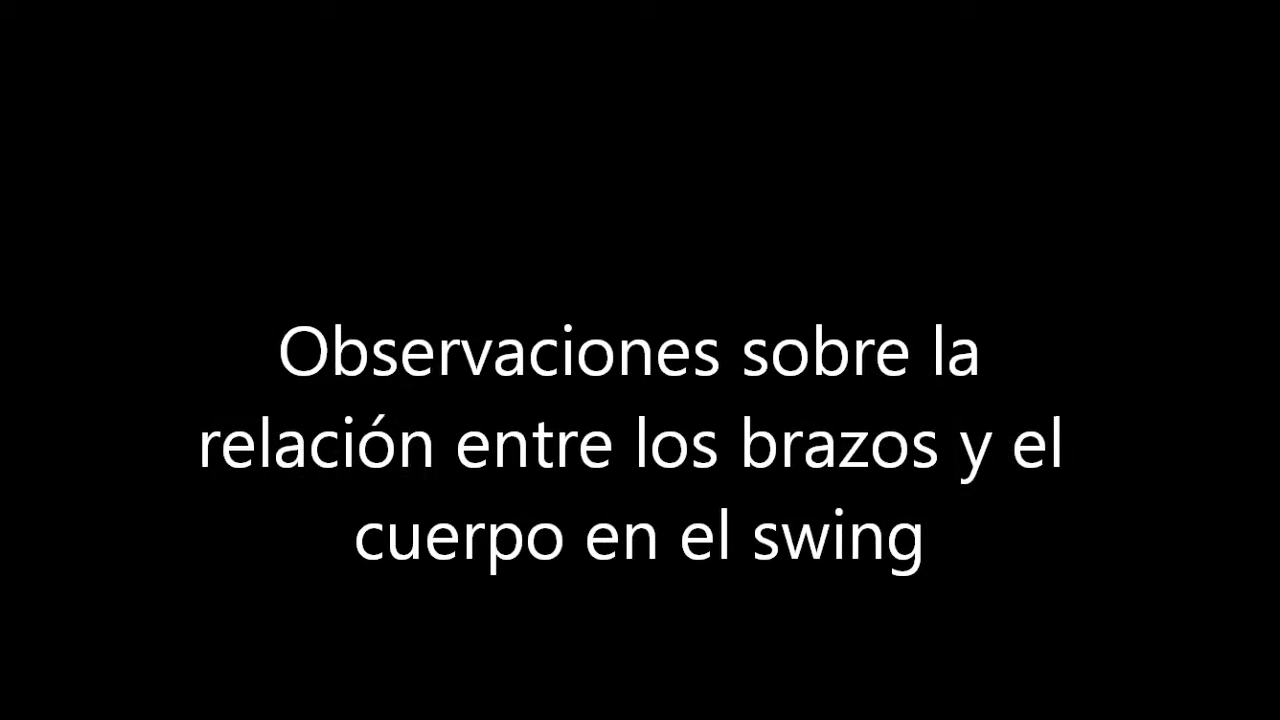 Observaciones sobre la
relación entre los brazos y el
cuerpo en el swing